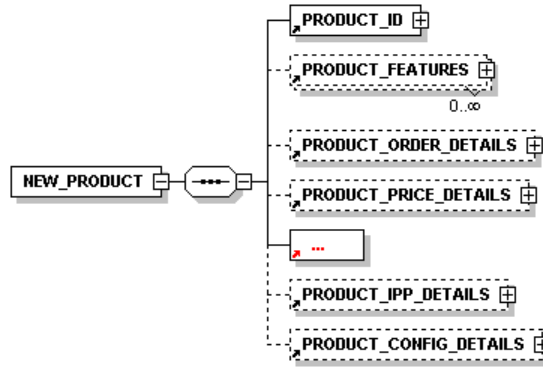 PRODUCT_ID
PRODUCT_FEATURES
0..∞
PRODUCT_ORDER_DETAILS
NEW_PRODUCT
PRODUCT_PRICE_DETAILS
...
PRODUCT_IPP_DETAILS
PRODUCT_CONFIG_DETAILS